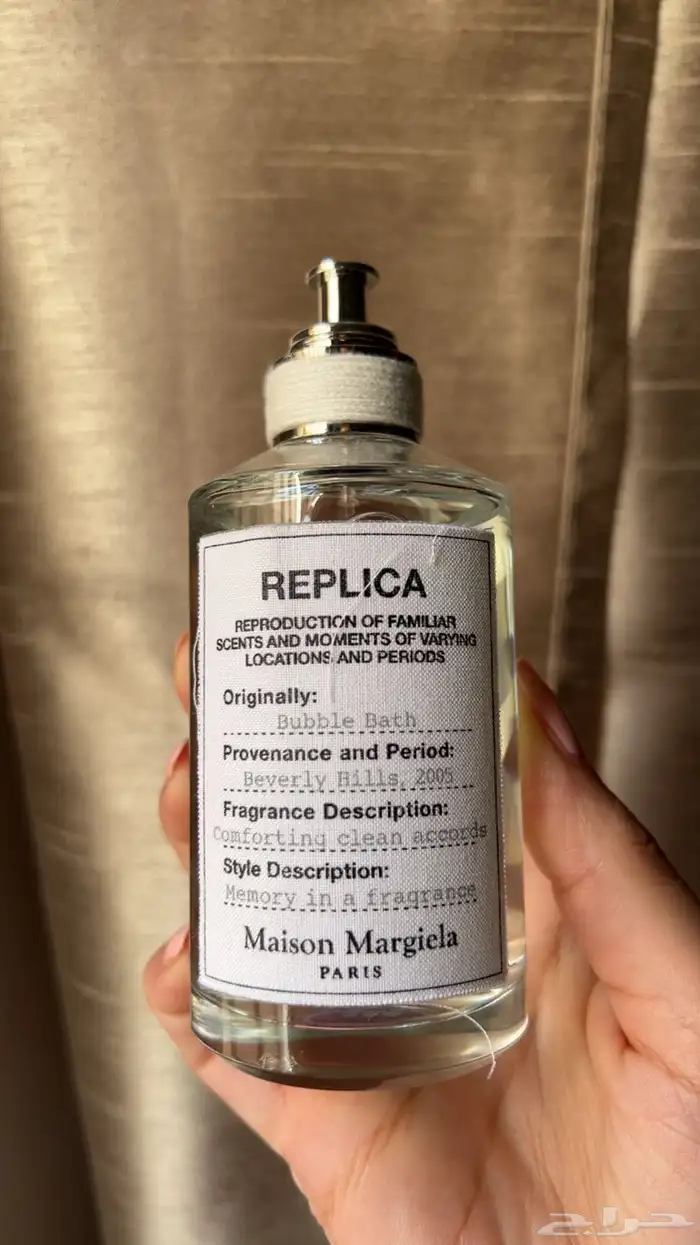 REPLICA
REPRODUCTION OF FAMILIAR
SCENTS AND MOMENTS OF VARYING
LOCATIONS AND PERIODS
Originally:
Bubble Bath
Provenance and Period:
Beverly Hills, 2005
Fragrance Description:
Comforting clean accords
Style Description:
Memory in a fragrance
Maison Margiela
PARIS
حراج